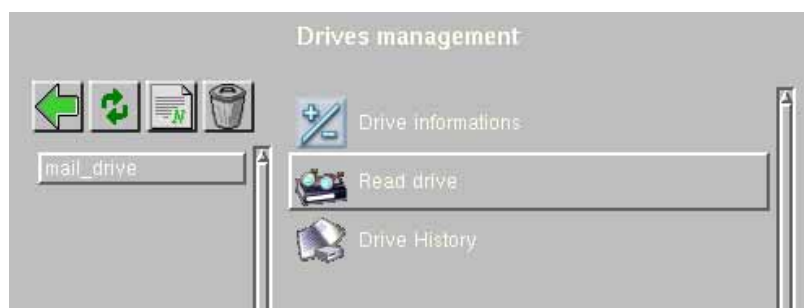 Drives management
N
mail_drive
Drive informations
Read drive
Drive History